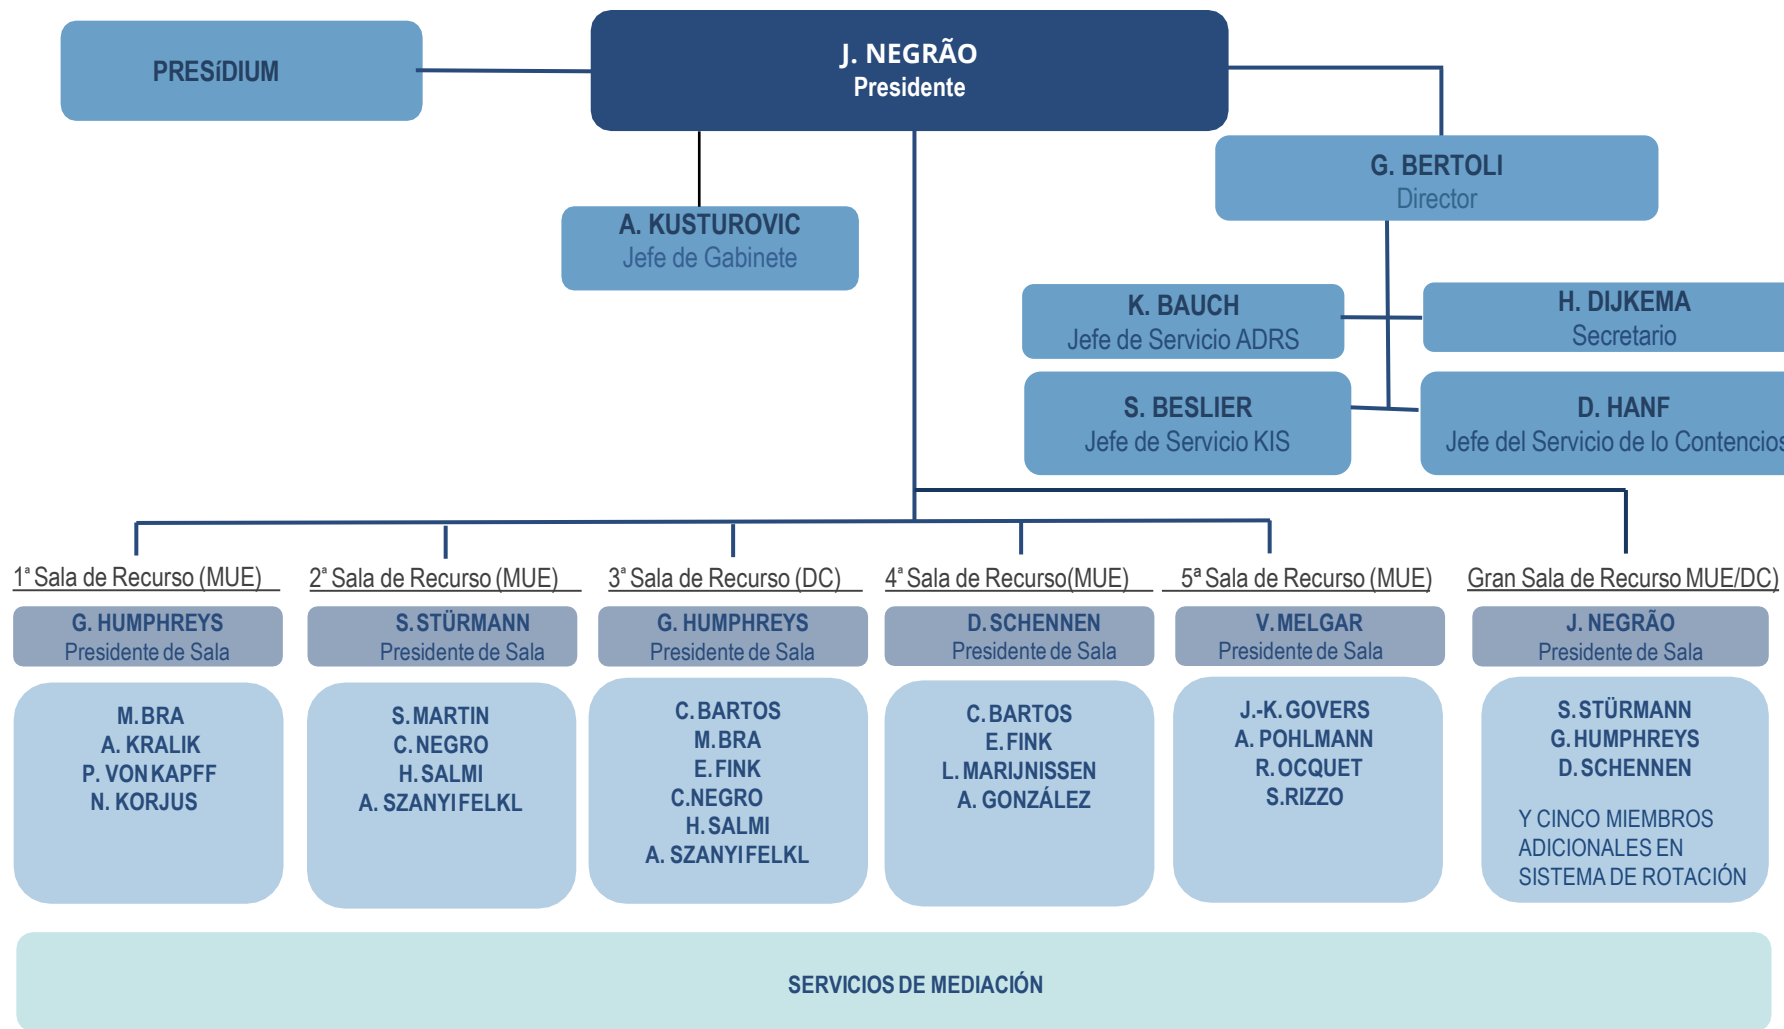 PRESíDIUM
J. NEGRÃO
Presidente
G. BERTOLI
Director
A. KUSTUROVIC
Jefe de Gabinete
K. BAUCH
Jefe de Servicio ADRS
H. DIJKEMA
Secretario
S. BESLIER
Jefe de Servicio KIS
D. HANF
Jefe del Servicio de lo Contencios
1ª Sala de Recurso (MUE)
G. HUMPHREYS
Presidente de Sala
M. BRA
A. KRALIK
P. VON KAPFF
N. KORJUS
2ª Sala de Recurso (MUE)
S. STÜRMANN
Presidente de Sala
S. MARTIN
C. NEGRO
H. SALMI
A. SZANYI FELKL
3ª Sala de Recurso (DC)
G. HUMPHREYS
Presidente de Sala
C. BARTOS
M. BRA
E. FINK
C.NEGRO
H. SALMI
A. SZANYI FELKL
4ª Sala de Recurso(MUE)
D. SCHENNEN
Presidente de Sala
C. BARTOS
E. FINK
L. MARIJNISSEN
A. GONZÁLEZ
5ª Sala de Recurso (MUE)
V. MELGAR
Presidente de Sala
J.-K. GOVERS
A. POHLMANN
R. OCQUET
S.RIZZO
Gran Sala de Recurso MUE/DC)
J. NEGRÃO
Presidente de Sala
S. STÜRMANN
G. HUMPHREYS
D. SCHENNEN
Y CINCO MIEMBROS
ADICIONALES EN
SISTEMA DE ROTACIÓN
SERVICIOS DE MEDIACIÓN